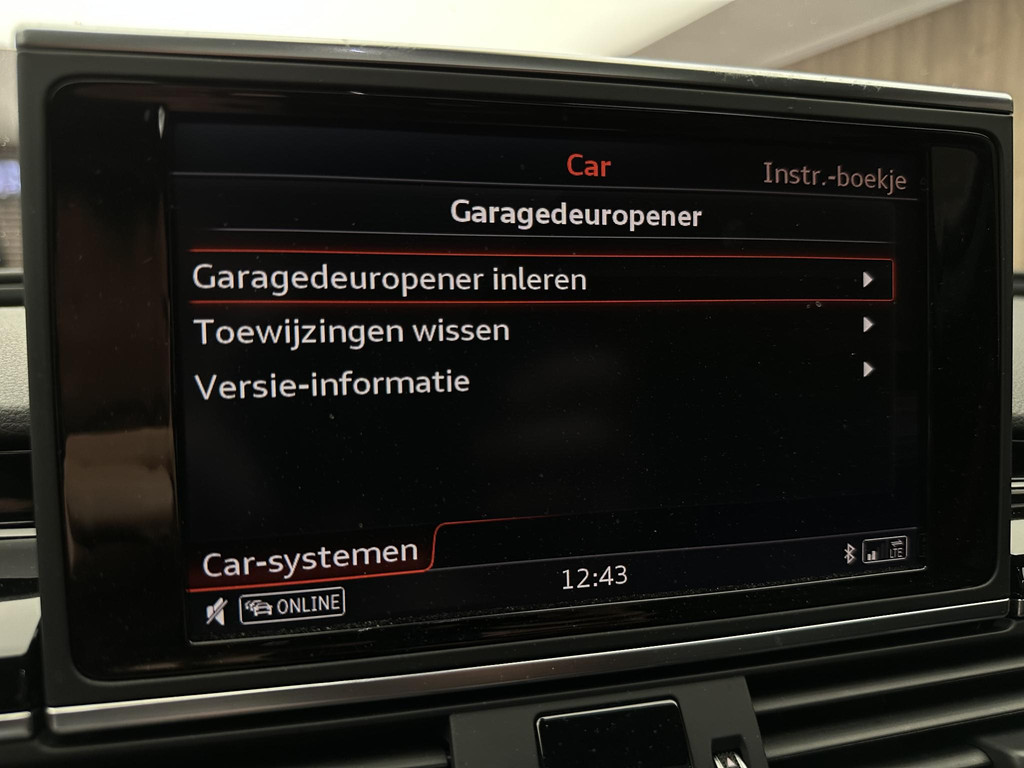 Car
Instr.-boekje
Garagedeuropener
Garagedeuropener inleren
Toewijzingen wissen
Versie-informatie
Car-systemen
12:43
LTE
ONLINE